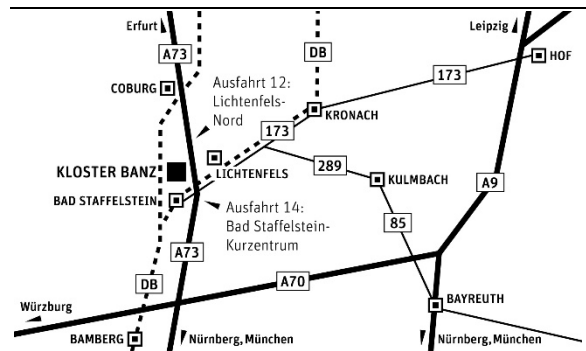 Erfurt
Leipzig
A73
DB
HOF
173
COBURG
Ausfahrt 12:
Lichtenfels-
Nord
KRONACH
173
KLOSTER BANZ
LICHTENFELS
289
KULMBACH
A9
BAD STAFFELSTEIN
Ausfahrt 14:
Bad Staffelstein-
Kurzentrum
85
A73
DB
A70
Würzburg
BAYREUTH
BAMBERG
Nürnberg, München
Nürnberg, München